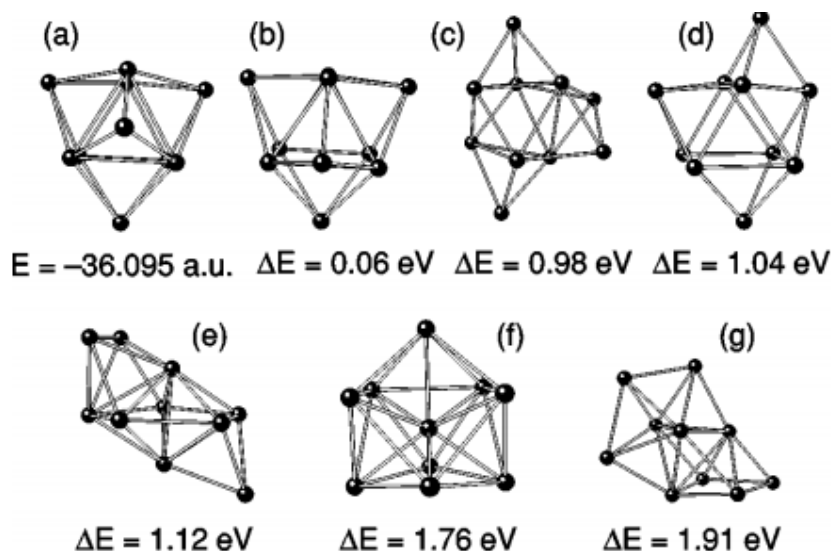 (a) (b) (c) (d)
E = −36.095 a.u. ΔE = 0.06 eV ΔE = 0.98 eV ΔE = 1.04 eV
(e) (f) (g)
ΔE = 1.12 eV ΔE = 1.76 eV ΔE = 1.91 eV